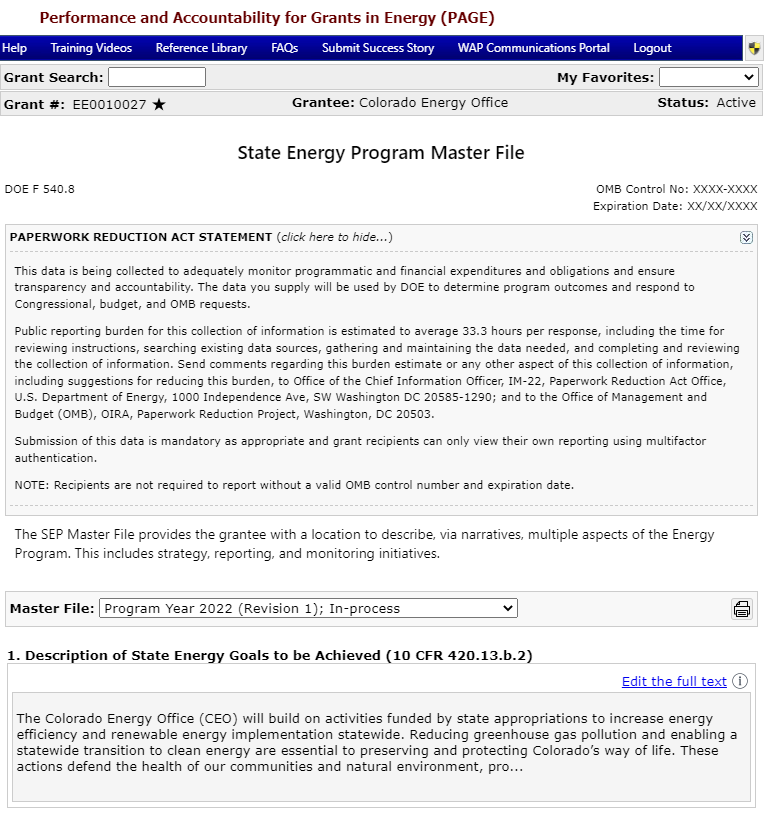 Performance and Accountability for Grants in Energy (PAGE)
Help Training Videos Reference Library FAQs Submit Success Story WAP Communications Portal Logout
Grant Search: My Favorites:
Grant #: EE0010027 ★ Grantee: Colorado Energy Office Status: Active
State Energy Program Master File
DOE F 540.8 OMB Control No: XXXX-XXXX
Expiration Date: XX/XX/XXXX
PAPERWORK REDUCTION ACT STATEMENT (click here to hide...)
This data is being collected to adequately monitor programmatic and financial expenditures and obligations and ensure
transparency and accountability. The data you supply will be used by DOE to determine program outcomes and respond to
Congressional, budget, and OMB requests.
Public reporting burden for this collection of information is estimated to average 33.3 hours per response, including the time for
reviewing instructions, searching existing data sources, gathering and maintaining the data needed, and completing and reviewing
the collection of information. Send comments regarding this burden estimate or any other aspect of this collection of information,
including suggestions for reducing this burden, to Office of the Chief Information Officer, IM-22, Paperwork Reduction Act Office,
U.S. Department of Energy, 1000 Independence Ave, SW Washington DC 20585-1290; and to the Office of Management and
Budget (OMB), OIRA, Paperwork Reduction Project, Washington, DC 20503.
Submission of this data is mandatory as appropriate and grant recipients can only view their own reporting using multifactor
authentication.
NOTE: Recipients are not required to report without a valid OMB control number and expiration date.
The SEP Master File provides the grantee with a location to describe, via narratives, multiple aspects of the Energy
Program. This includes strategy, reporting, and monitoring initiatives.
Master File: Program Year 2022 (Revision 1); In-process
1. Description of State Energy Goals to be Achieved (10 CFR 420.13.b.2)
Edit the full text
The Colorado Energy Office (CEO) will build on activities funded by state appropriations to increase energy
efficiency and renewable energy implementation statewide. Reducing greenhouse gas pollution and enabling a
statewide transition to clean energy are essential to preserving and protecting Colorado’s way of life. These
actions defend the health of our communities and natural environment, pro...